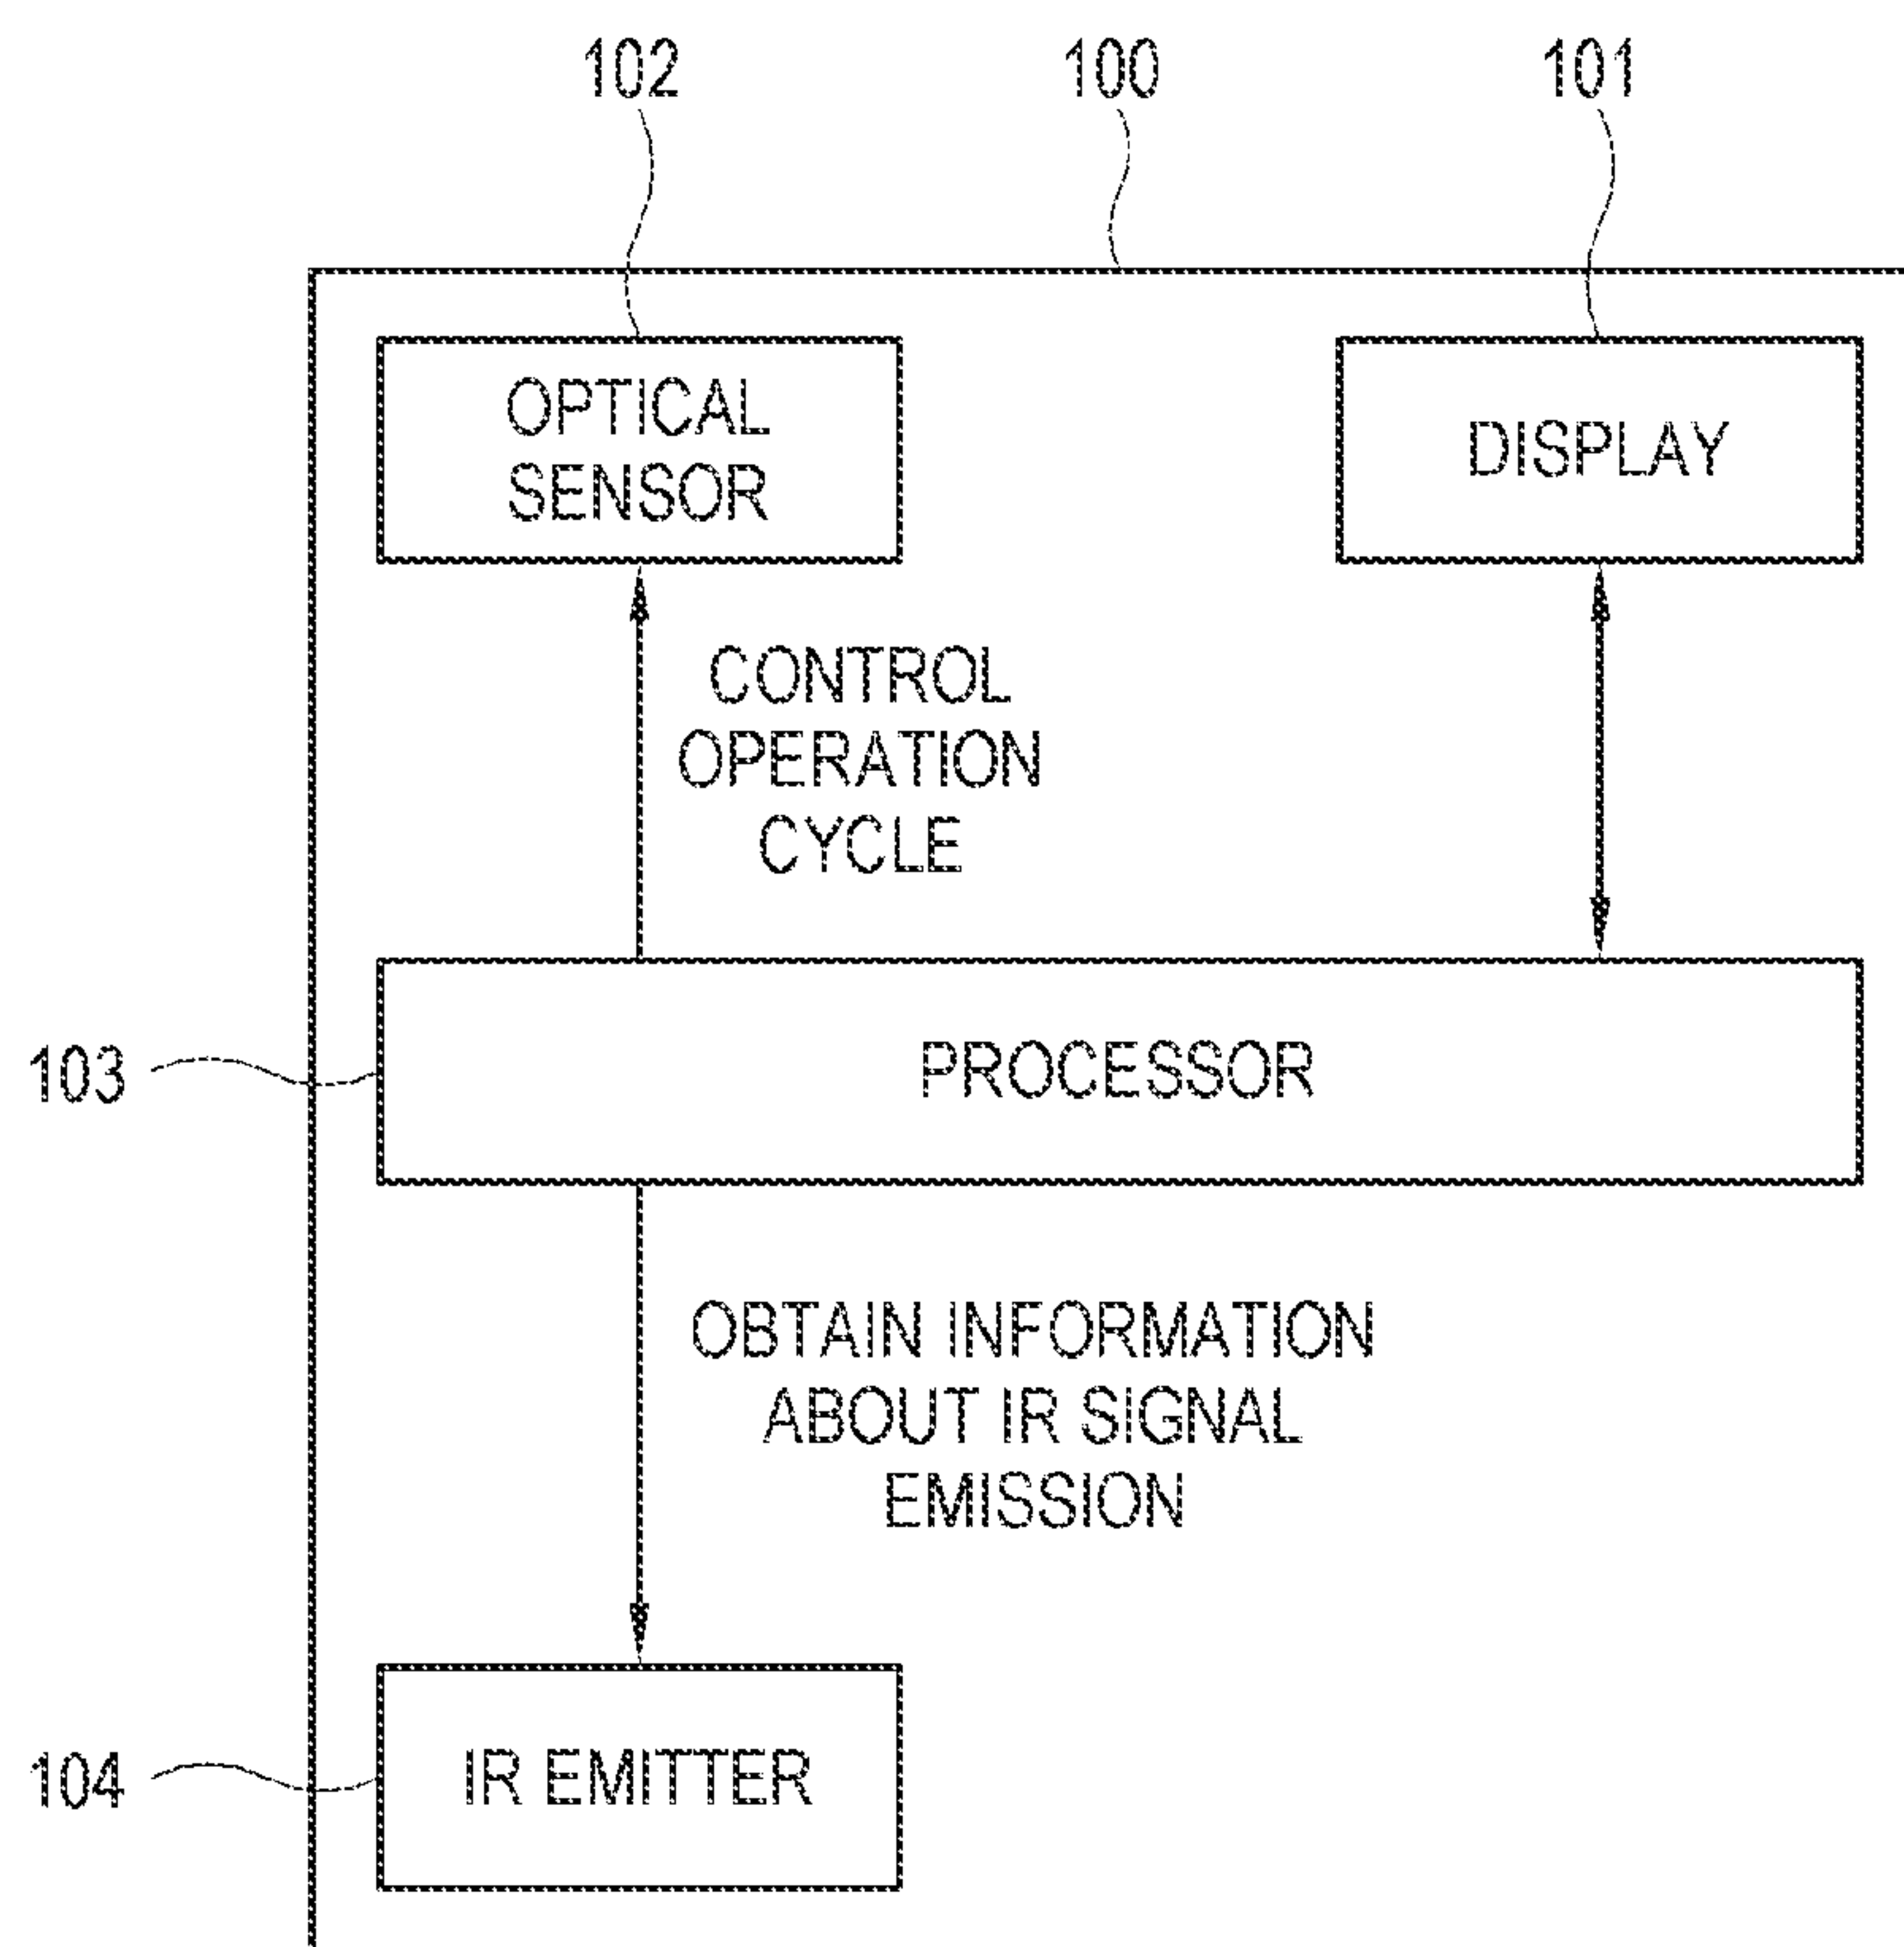 102
100
101
OPTICAL
SENSOR
DISPLAY
CONTROL
OPERATION
CYCLE
103
PROCESSOR
OBTAIN INFORMATION
ABOUT IR SIGNAL
EMISSION
104
IR EMITTER